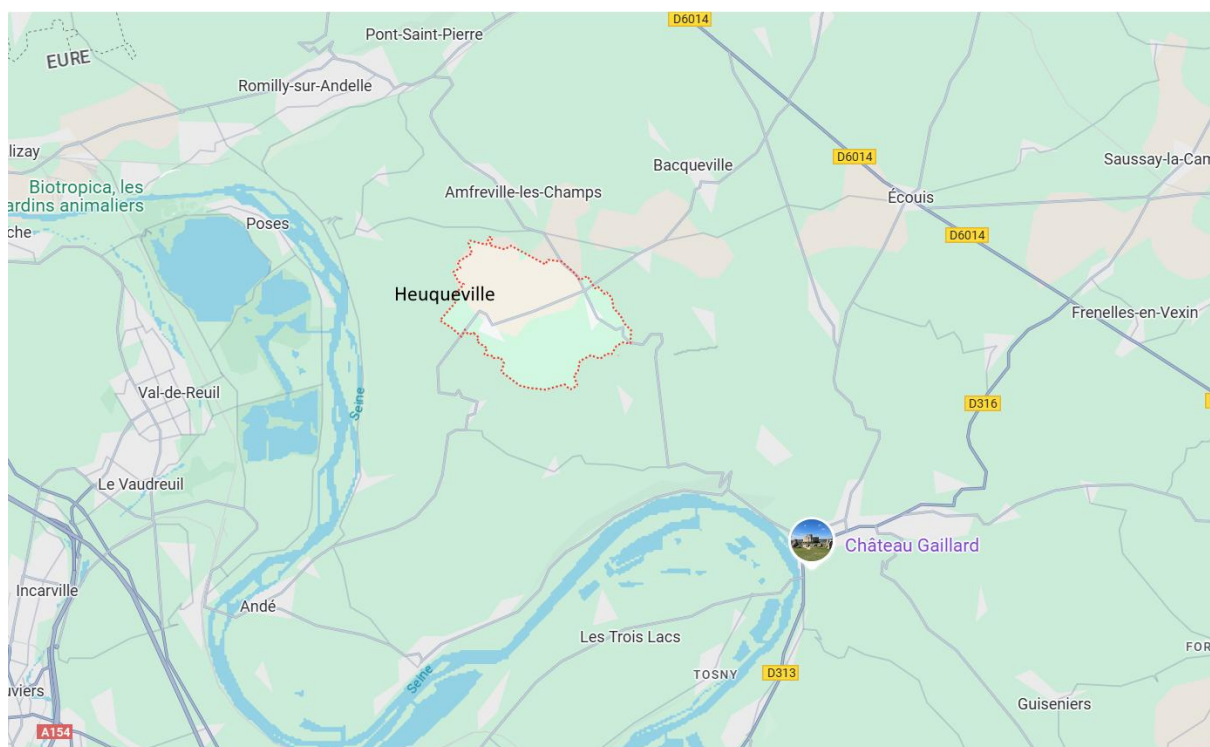 D6014
Pont-Saint-Pierre
EURE
Romilly-sur-Andelle
lizay
D6014
Bacqueville
Saussay-la-Cam
Biotropica, les
ardins animaliers
Amfreville-les-Champs
Écouis
Poses
che
D6014
Heuqueville
Frenelles-en-Vexin
Val-de-Reuil
Seine
D316
Le Vaudreuil
Château Gaillard
Incarville
Andé
Les Trois Lacs
FOR
Seine
TOSNY
D313
uviers
Guiseniers
A154